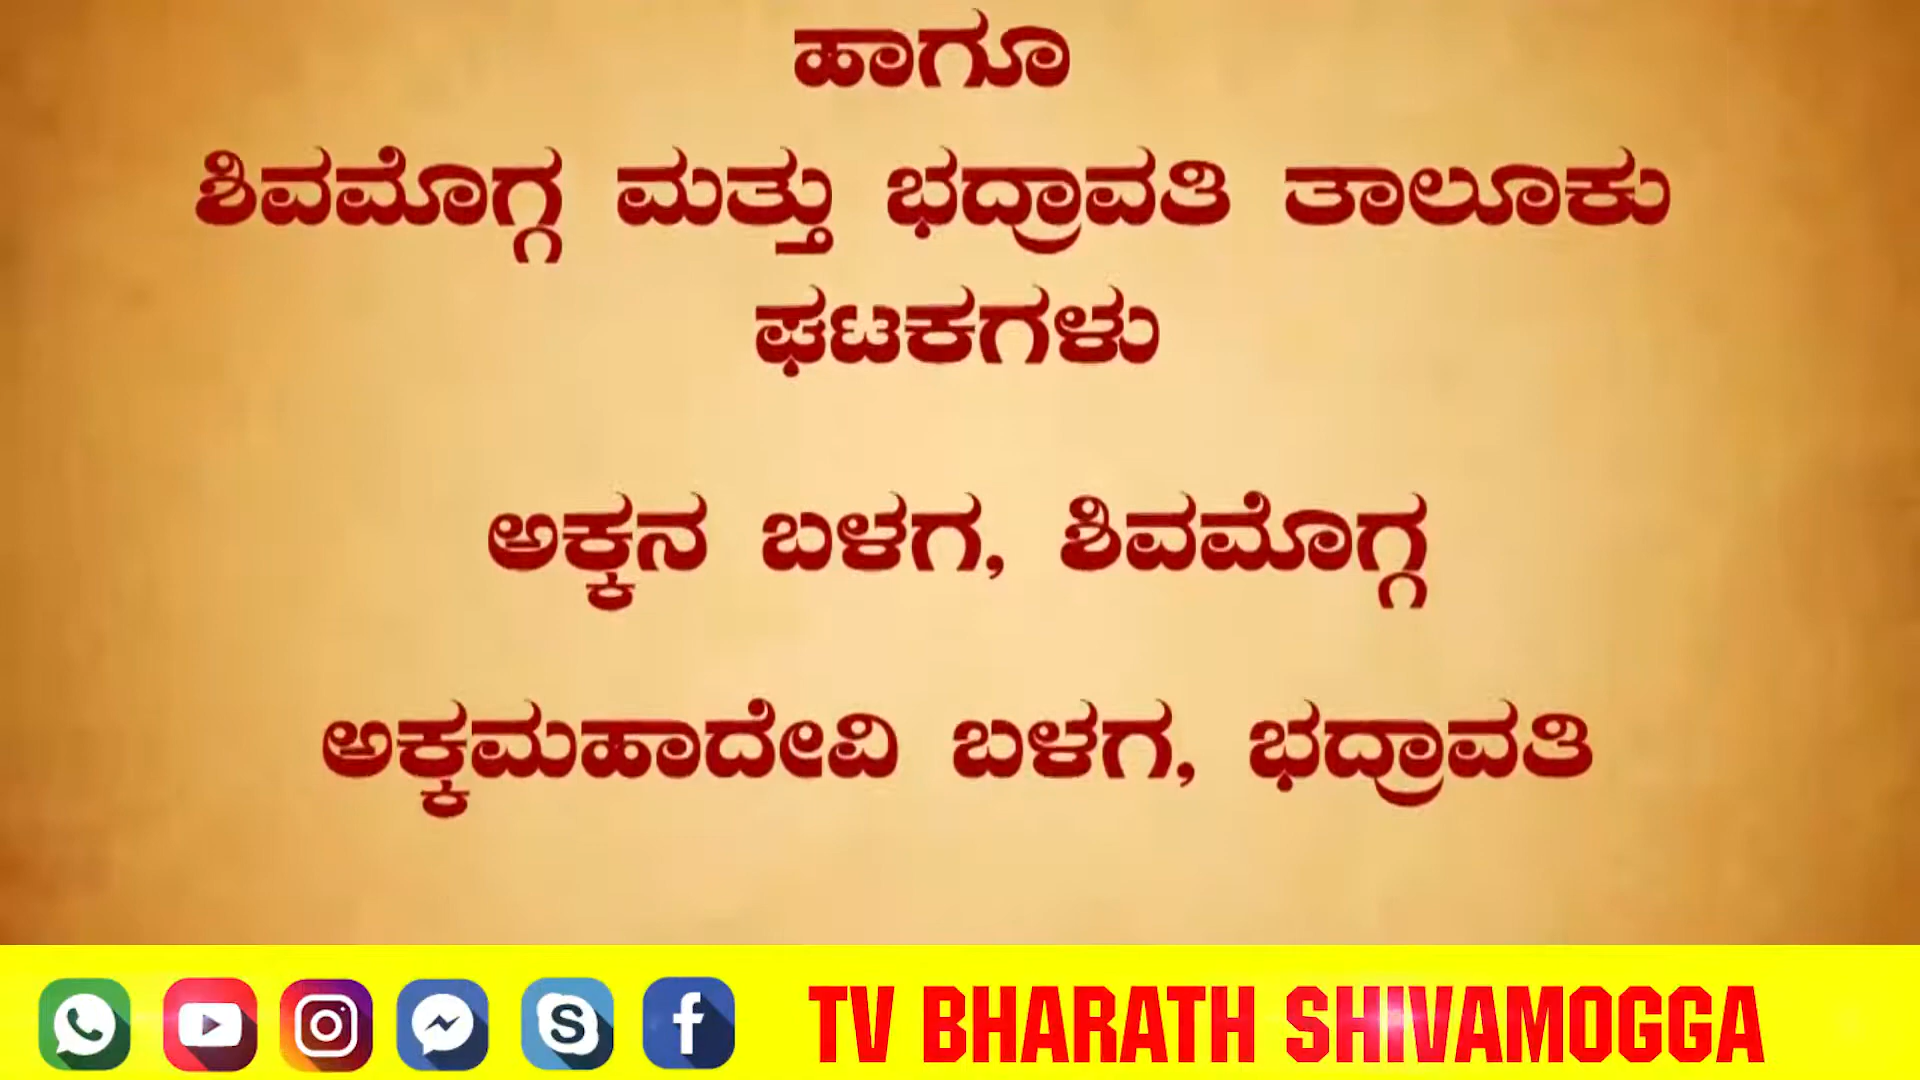 ಹಾಗೂ
ಶಿವಮೊಗ್ಗ ಮತ್ತು ಭದ್ರಾವತಿ ತಾಲೂಕು
ಘಟಕಗಳು
ಅಕ್ಕನ ಬಳಗ, ಶಿವಮೊಗ್ಗ
ಅಕ್ಕಮಹಾದೇವಿ ಬಳಗ, ಭದ್ರಾವತಿ
TV BHARATH SHIVAMOGGA